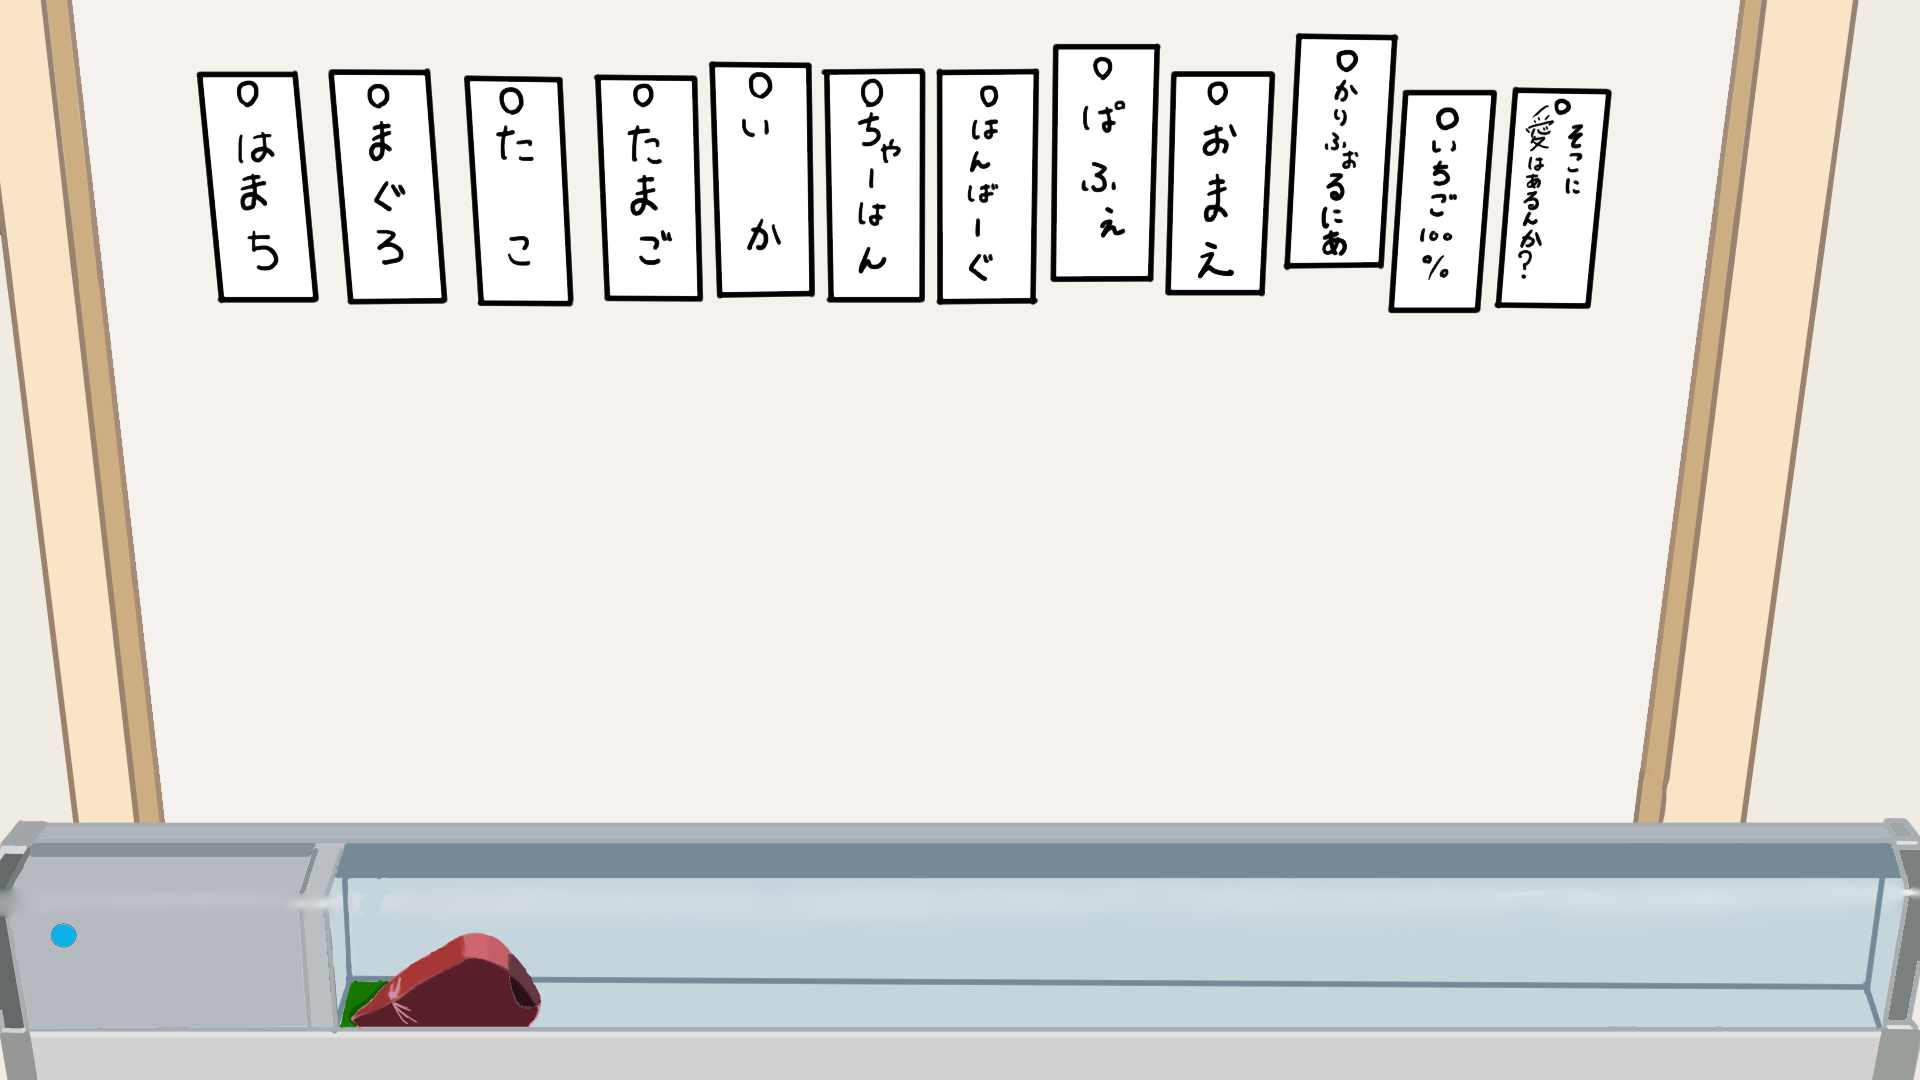 はまち
まぐろ
たこ
たまご
いか
ちゃーはん
はんばーぐ
ぱふぇ
おまえ
かりふぉるにあ
いちご100%
そこに
愛はあるんか?